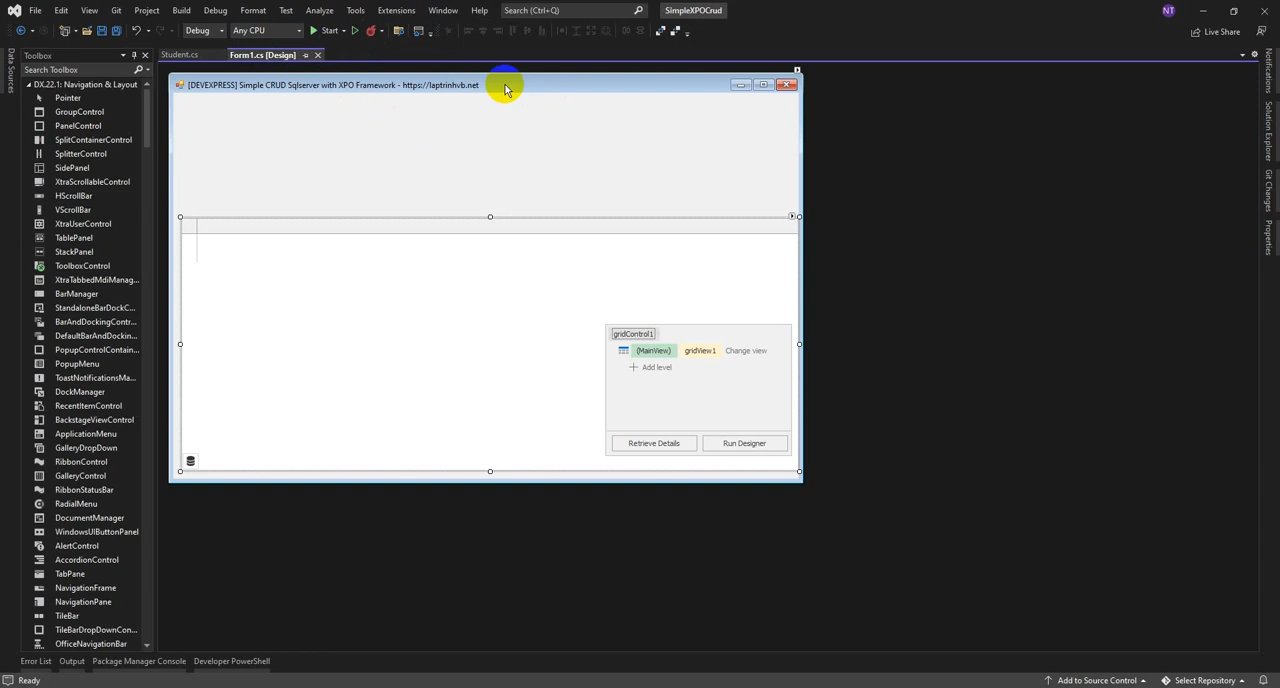 File Edit View Git Project Build Debug Format Test Analyze Tools Extensions Window Help Search (Ctrl+Q) SimpleXPOCrud NT
Debug Any CPU Start Live Share
Data Sources
Toolbox
Search Toolbox
DX.22.1: Navigation & Layout
Pointer
GroupControl
PanelControl
SplitContainerControl
SplitterControl
SidePanel
XtraScrollableControl
HScrollBar
VScrollBar
XtraUserControl
TablePanel
StackPanel
ToolboxControl
XtraTabbedMdiManag...
BarManager
StandaloneBarDockC...
BarAndDockingContr...
DefaultBarAndDockin...
PopupControlContain...
PopupMenu
ToastNotificationsMa...
DockManager
RecentItemControl
BackstageViewControl
ApplicationMenu
GalleryDropDown
RibbonControl
GalleryControl
RibbonStatusBar
RadialMenu
DocumentManager
WindowsUIButtonPanel
AlertControl
AccordionControl
TabPane
NavigationFrame
NavigationPane
TileBar
TileBarDropDownCon...
OfficeNavigationBar
Student.cs Form1.cs [Design]
[DEVEXPRESS] Simple CRUD Sqlserver with XPO Framework - https://laptrinhvb.net
gridControl1
(MainView) gridView1 Change view
Add level
Retrieve Details Run Designer
Notifications
Solution Explorer
Git Changes
Properties
Error List Output Package Manager Console Developer PowerShell
Ready Add to Source Control Select Repository